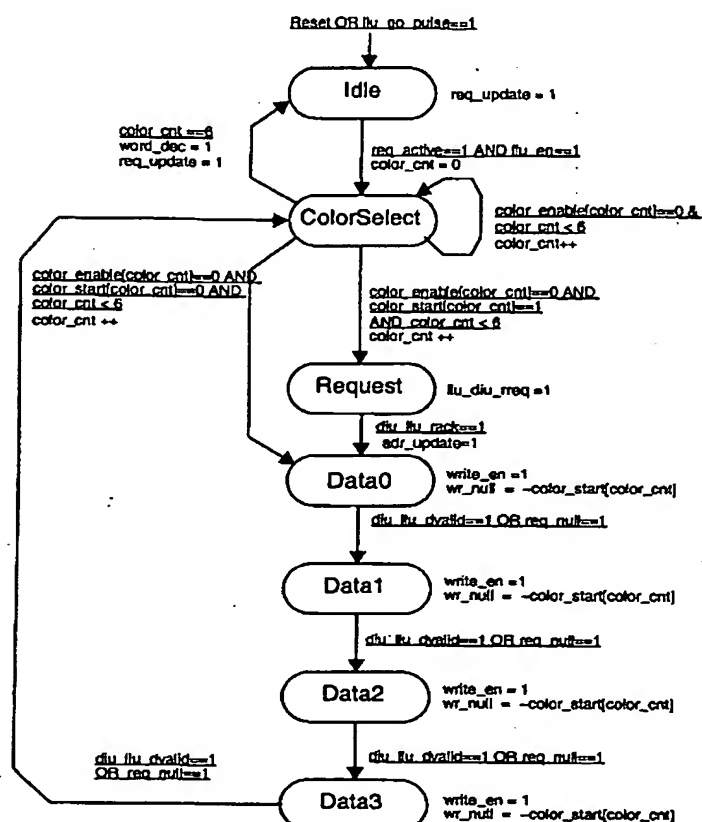 Reset OR llu_go_pulse==1
Idle
req_update = 1
color_cnt ==6
word_dec = 1
req_update = 1
req_active==1 AND llu_en==1
color_cnt = 0
ColorSelect
color_enable[color_cnt]==0 &
color_cnt < 6
color_cnt++
color_enable[color_cnt]==0 AND
color_start[color_cnt]==0 AND
color_cnt < 6
color_cnt ++
color_enable[color_cnt]==0 AND
color_start[color_cnt]==1
AND color_cnt < 6
color_cnt ++
Request
llu_diu_rreq =1
diu_llu_rack==1
adr_update=1
Data0
write_en =1
wr_null = ~color_start[color_cnt]
diu_llu_dvalid==1 OR req_null==1
Data1
write_en =1
wr_null = ~color_start[color_cnt]
diu_llu_dvalid==1 OR req_null==1
Data2
write_en = 1
wr_null = ~color_start[color_cnt]
diu_llu_dvalid==1
OR req_null==1
diu_llu_dvalid==1 OR req_null==1
Data3
write_en = 1
wr_null = ~color_start[color_cnt]